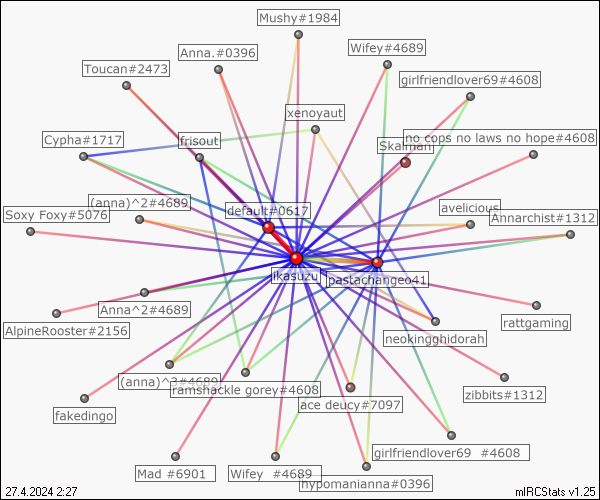 Mushy#1984
Anna.#0396
Wifey#4689
Toucan#2473
girlfriendlover69#4608
xenoyaut
Cypha#1717
frisout
Skalman
no cops no laws no hope#4608
(anna)^2#4689
default#0617
avelicious
Soxy Foxy#5076
Annarchist#1312
ikasuzu
pastachangeo41
Anna^2#4689
rattgaming
AlpineRooster#2156
neokingghidorah
(anna)^3#4689
ramshackle gorey#4608
zibbits#1312
ace deucy#7097
fakedingo
girlfriendlover69 #4608
Mad #6901
Wifey #4689
hypomanianna#0396
27.4.2024 2:27
mIRCStats v1.25